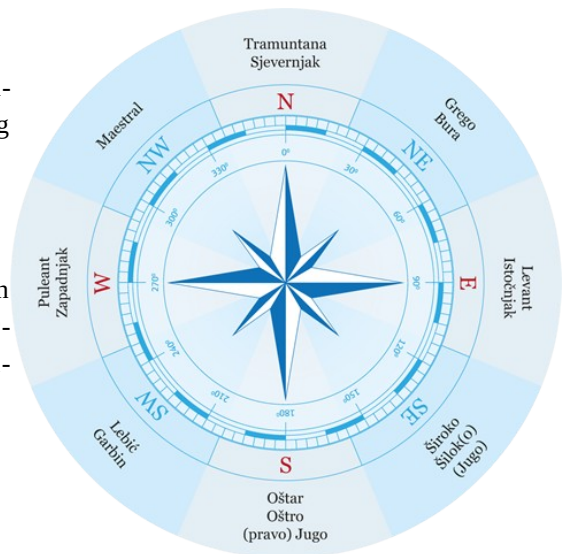 Tramuntana
Sjevernjak
Maestral
Grego
Bura
N
NW
NE
0°
330°
30°
300°
60°
Puleant
Zapadnjak
W
270°
90°
E
Levant
Istočnjak
240°
120°
210°
150°
180°
SW
SE
S
Lebić
Garbin
Široko
Šilok(o)
(Jugo)
Oštar
Oštro
(pravo) Jugo
g